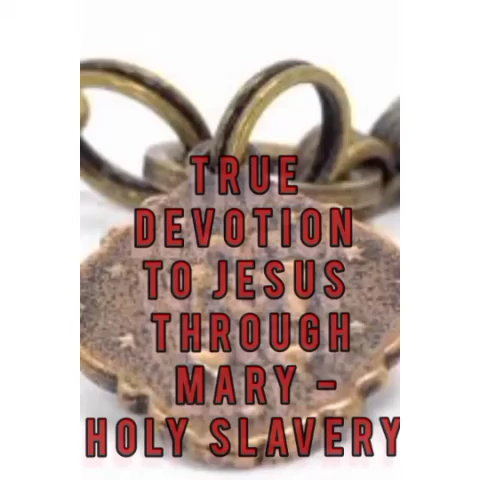 TRUE
DEVOTION
TO JESUS
THROUGH
MARY –
HOLY SLAVERY